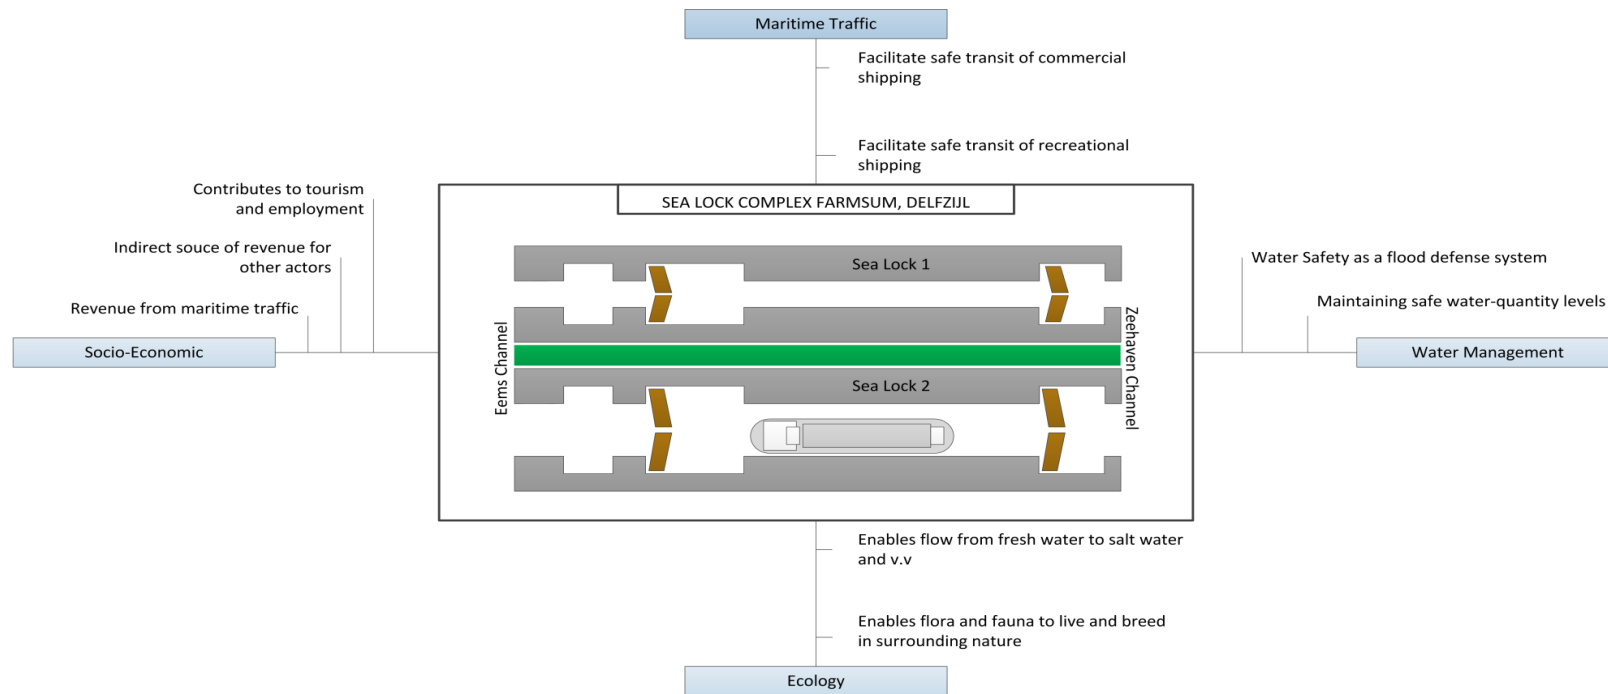 Maritime Traffic
Facilitate safe transit of commercial
shipping
Facilitate safe transit of recreational
shipping
Contributes to tourism
and employment
Indirect souce of revenue for
other actors
Revenue from maritime traffic
Socio-Economic
SEA LOCK COMPLEX FARMSUM, DELFZIJL
Sea Lock 1
Eems Channel
Zeehaven Channel
Sea Lock 2
Water Safety as a flood defense system
Maintaining safe water-quantity levels
Water Management
Enables flow from fresh water to salt water
and v.v
Enables flora and fauna to live and breed
in surrounding nature
Ecology